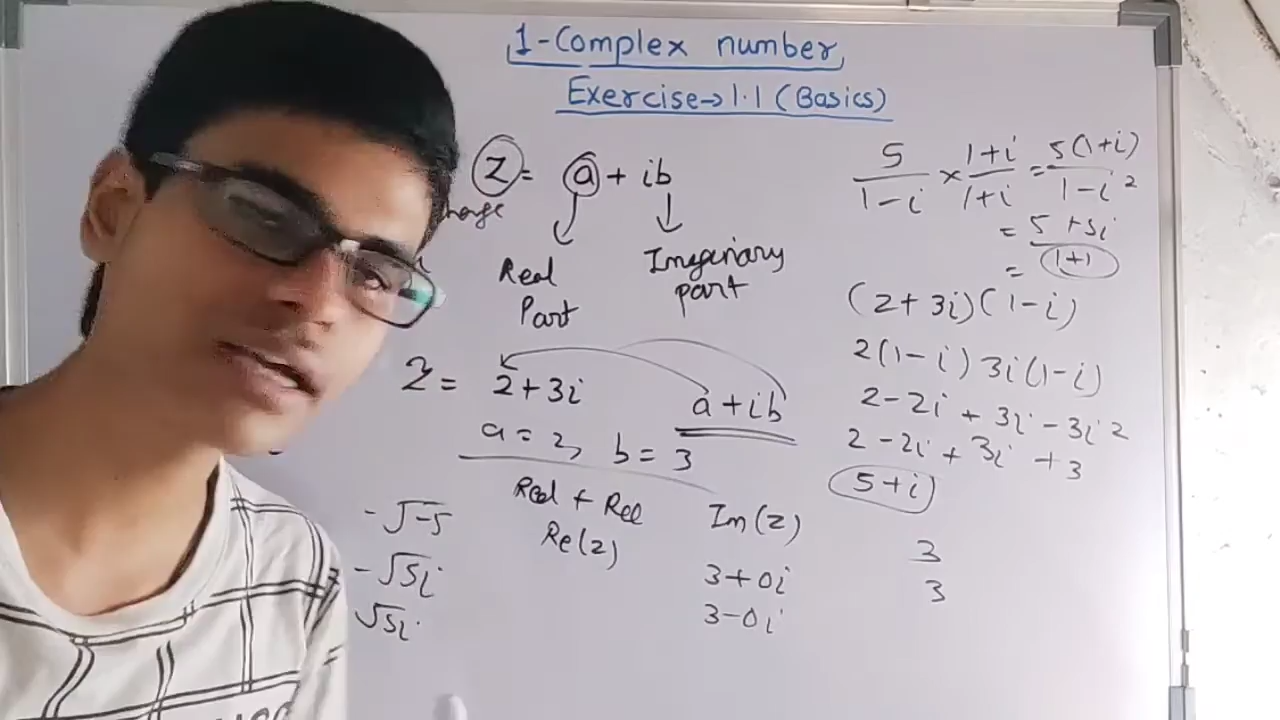 1-Complex number
Exercise→1.1 (Basics)
Z = a + ib
Real Part
Imaginary part
Z = 2+3i
a+ib
a = 2, b = 3
Re(z)
Im(z)
-√-5
-√5i
√5i
3+0i
3-0i
5/(1-i) × (1+i)/(1+i) = 5(1+i)/(1-i²)
= (5+5i)/(1+1)
=
(2+3i)(1-i)
2(1-i) 3i(1-i)
2-2i + 3i - 3i²
2-2i + 3i + 3
5+i
3
3